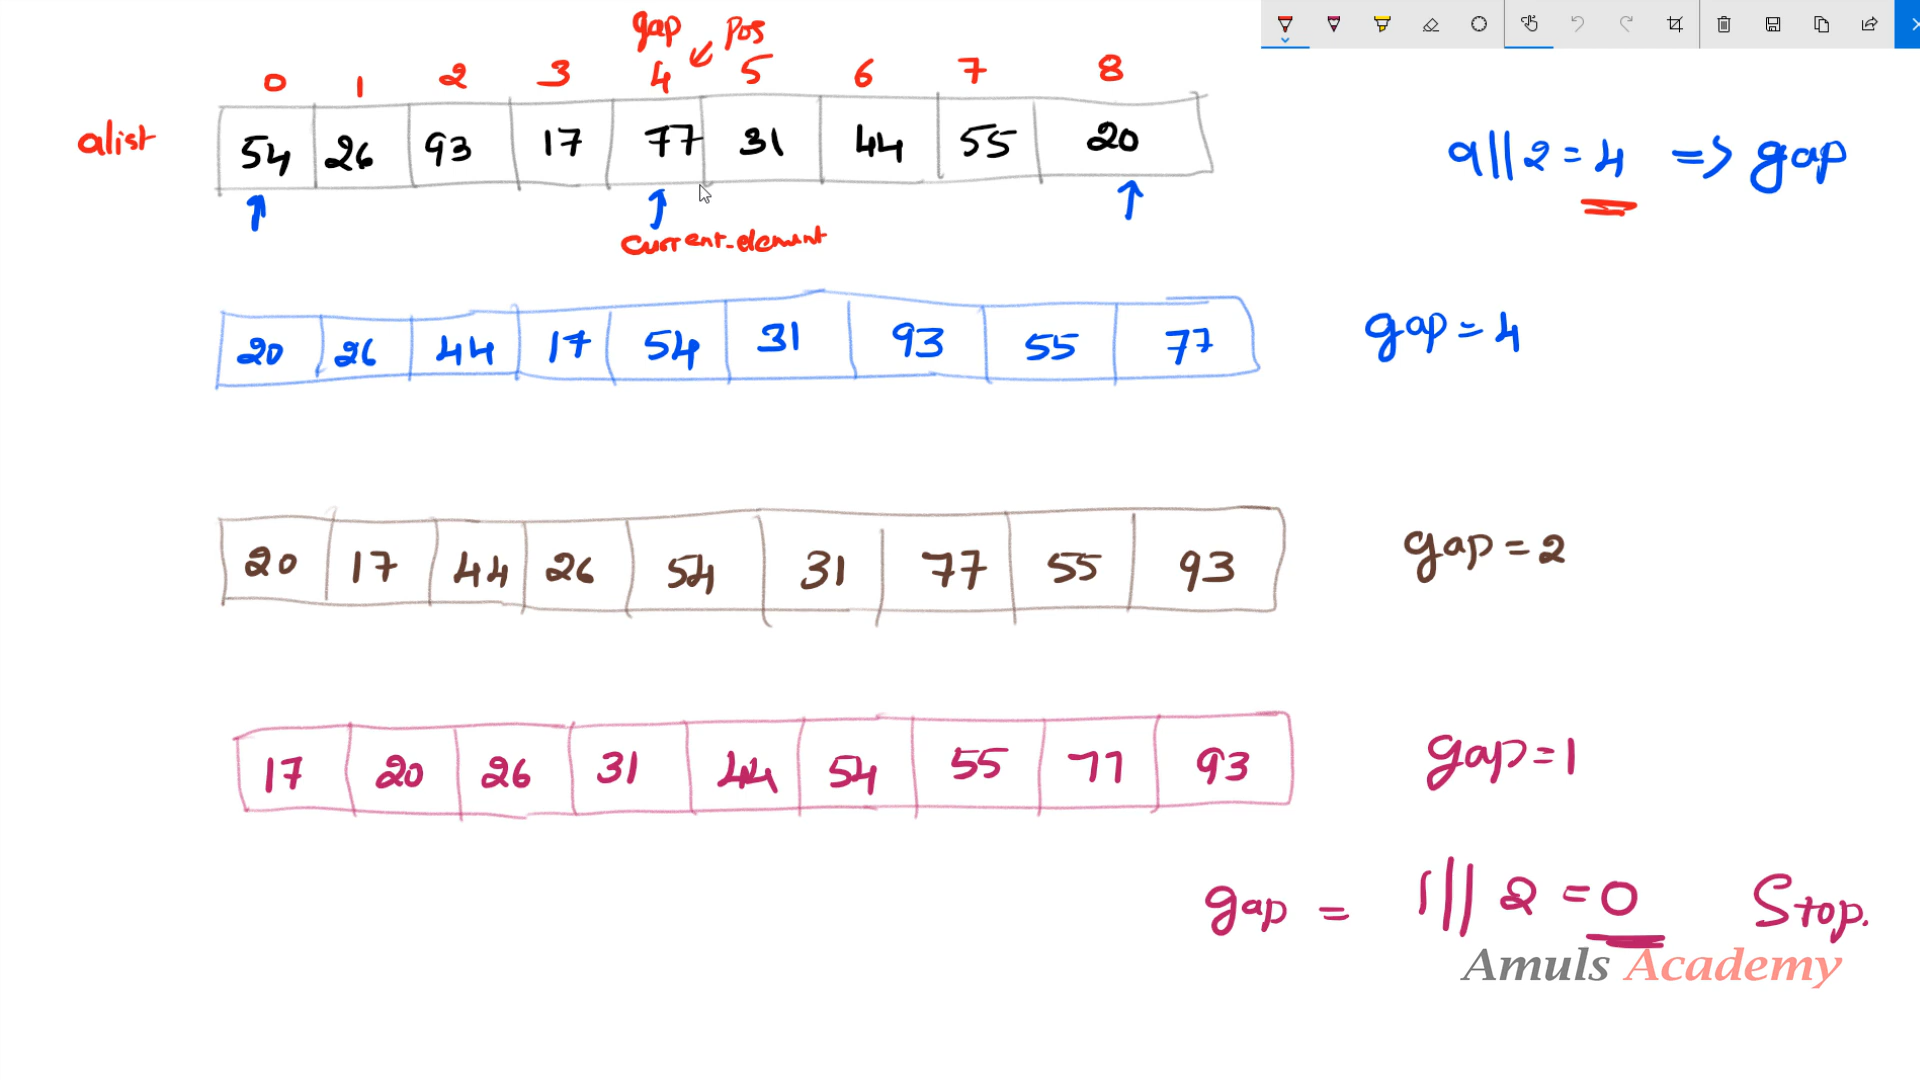 gap pos
0 1 2 3 4 5 6 7 8
alist 54 26 93 17 77 31 44 55 20
9//2=4 => gap
current-element
20 26 44 17 54 31 93 55 77
gap=4
20 17 44 26 54 31 77 55 93
gap=2
17 20 26 31 44 54 55 77 93
gap=1
gap = 1//2=0 Stop.
Amuls Academy